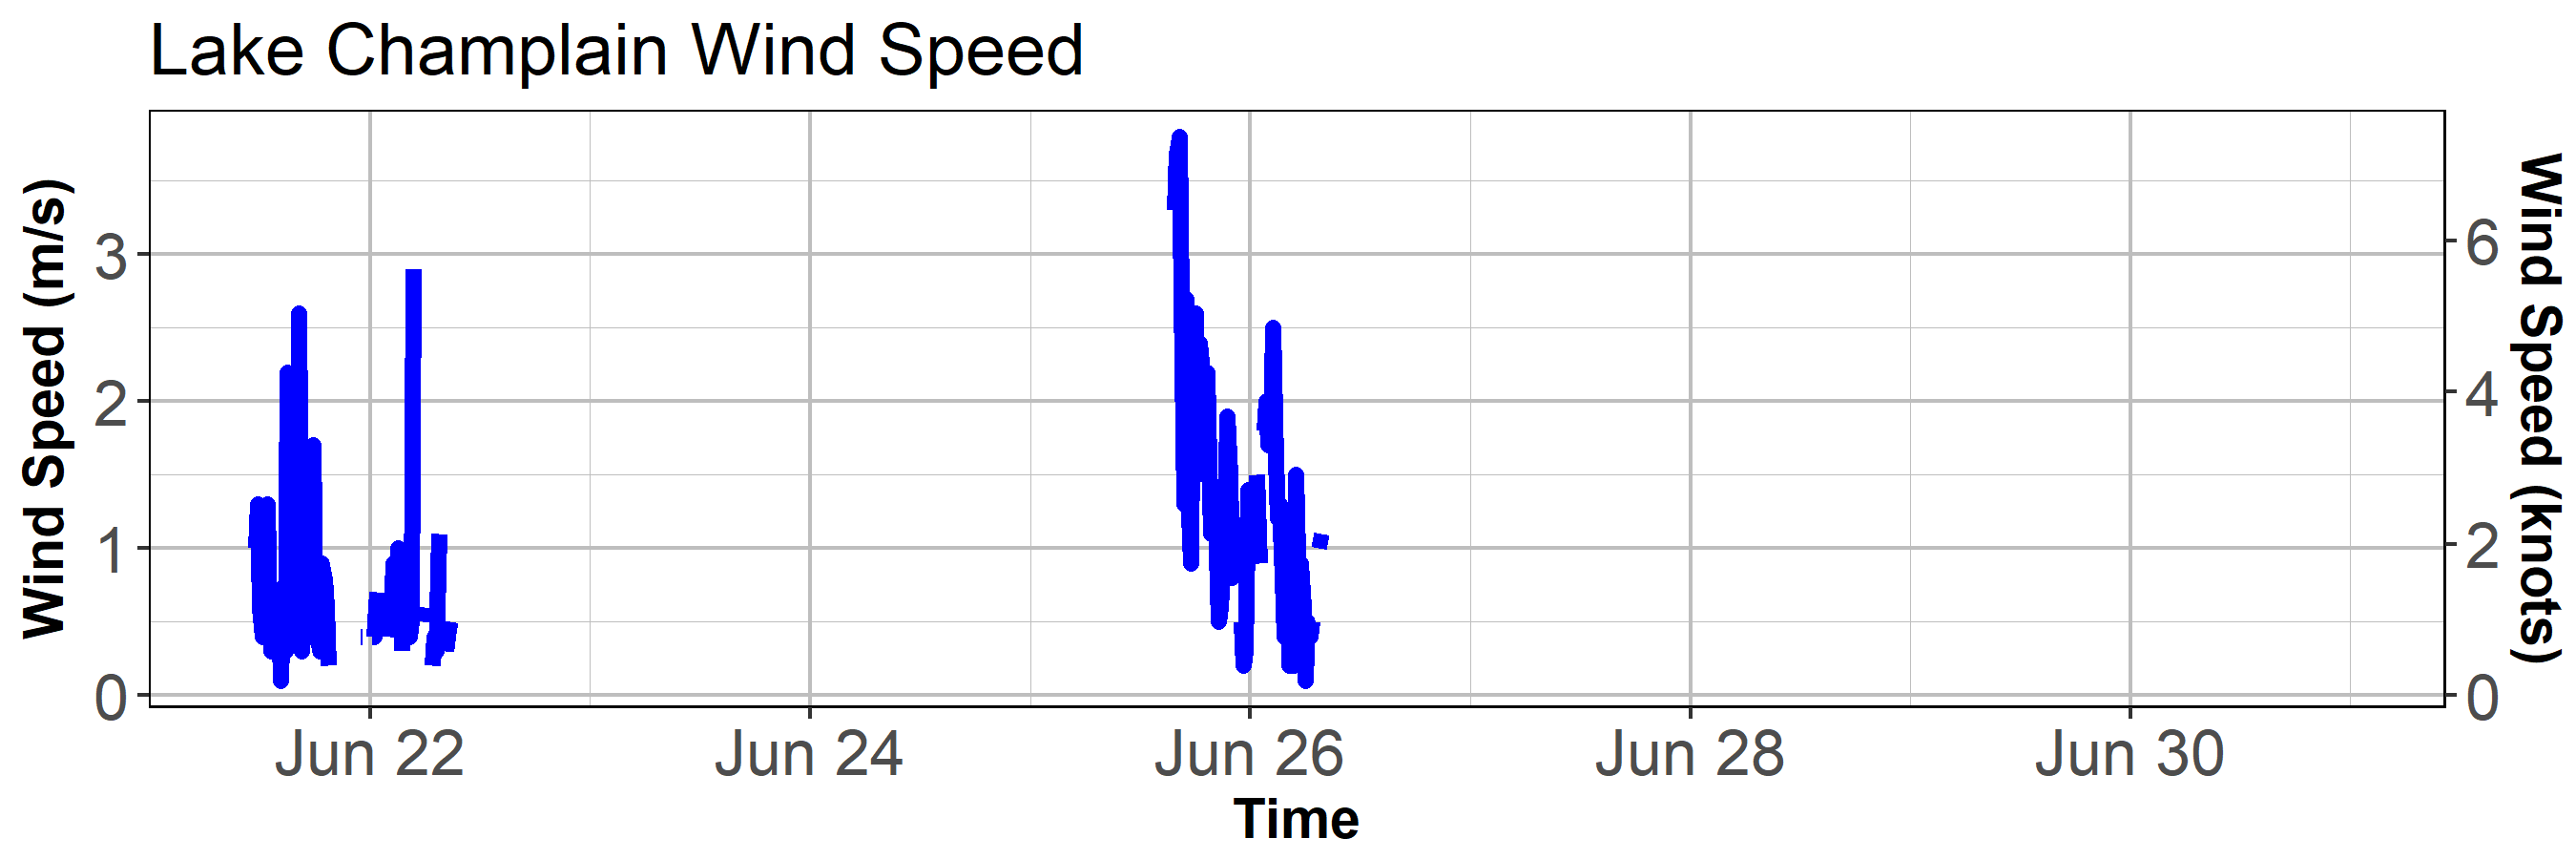 Lake Champlain Wind Speed
Wind Speed (m/s)
3
2
1
0
6
4
2
0
Wind Speed (knots)
Jun 22
Jun 24
Jun 26
Jun 28
Jun 30
Time